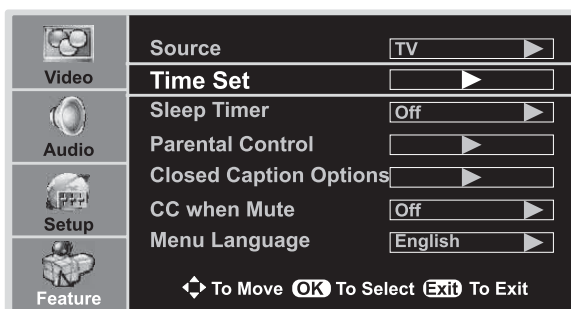 Video
Audio
Setup
Feature
Source TV
Time Set
Sleep Timer Off
Parental Control
Closed Caption Options
CC when Mute Off
Menu Language English
To Move OK To Select Exit To Exit